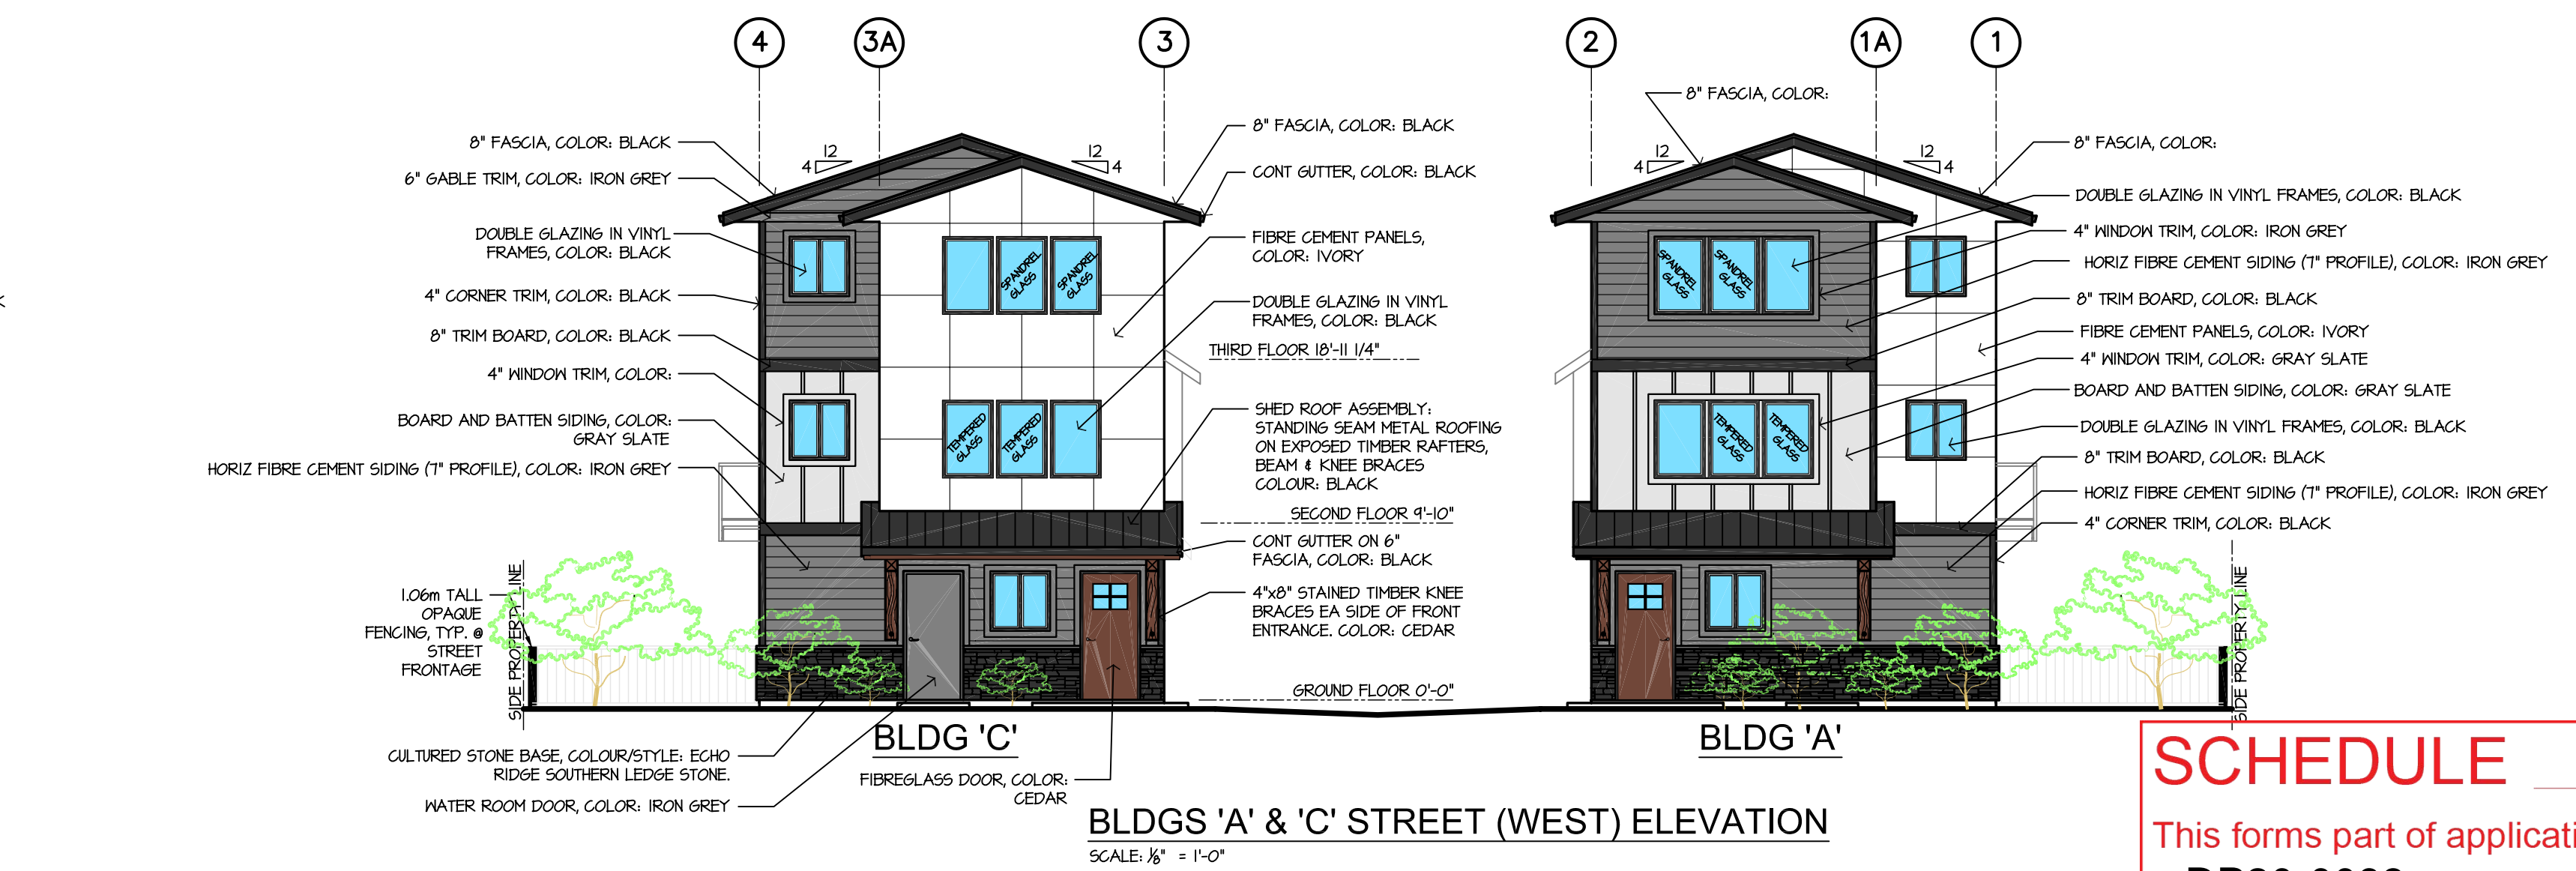 4
3A
3
2
1A
1
8" FASCIA, COLOR: BLACK
6" GABLE TRIM, COLOR: IRON GREY
DOUBLE GLAZING IN VINYL
FRAMES, COLOR: BLACK
4" CORNER TRIM, COLOR: BLACK
8" TRIM BOARD, COLOR: BLACK
4" WINDOW TRIM, COLOR:
BOARD AND BATTEN SIDING, COLOR:
GRAY SLATE
HORIZ FIBRE CEMENT SIDING (7" PROFILE), COLOR: IRON GREY
1.06m TALL
OPAQUE
FENCING, TYP. @
STREET
FRONTAGE
SIDE PROPERTY LINE
CULTURED STONE BASE, COLOUR/STYLE: ECHO
RIDGE SOUTHERN LEDGE STONE.
WATER ROOM DOOR, COLOR: IRON GREY
12
4
12
4
SPANDREL
GLASS
SPANDREL
GLASS
TEMPERED
GLASS
TEMPERED
GLASS
BLDG 'C'
FIBREGLASS DOOR, COLOR:
CEDAR
8" FASCIA, COLOR: BLACK
CONT GUTTER, COLOR: BLACK
FIBRE CEMENT PANELS,
COLOR: IVORY
DOUBLE GLAZING IN VINYL
FRAMES, COLOR: BLACK
THIRD FLOOR 18'-11 1/4"
SHED ROOF ASSEMBLY:
STANDING SEAM METAL ROOFING
ON EXPOSED TIMBER RAFTERS,
BEAM & KNEE BRACES
COLOUR: BLACK
SECOND FLOOR 9'-10"
CONT GUTTER ON 6"
FASCIA, COLOR: BLACK
4"x8" STAINED TIMBER KNEE
BRACES EA SIDE OF FRONT
ENTRANCE. COLOR: CEDAR
GROUND FLOOR 0'-0"
8" FASCIA, COLOR:
12
4
12
4
SPANDREL
GLASS
SPANDREL
GLASS
TEMPERED
GLASS
TEMPERED
GLASS
BLDG 'A'
8" FASCIA, COLOR:
DOUBLE GLAZING IN VINYL FRAMES, COLOR: BLACK
4" WINDOW TRIM, COLOR: IRON GREY
HORIZ FIBRE CEMENT SIDING (7" PROFILE), COLOR: IRON GREY
8" TRIM BOARD, COLOR: BLACK
FIBRE CEMENT PANELS, COLOR: IVORY
4" WINDOW TRIM, COLOR: GRAY SLATE
BOARD AND BATTEN SIDING, COLOR: GRAY SLATE
DOUBLE GLAZING IN VINYL FRAMES, COLOR: BLACK
8" TRIM BOARD, COLOR: BLACK
HORIZ FIBRE CEMENT SIDING (7" PROFILE), COLOR: IRON GREY
4" CORNER TRIM, COLOR: BLACK
SIDE PROPERTY LINE
BLDGS 'A' & 'C' STREET (WEST) ELEVATION
SCALE: 1/8" = 1'-0"
SCHEDULE
This forms part of